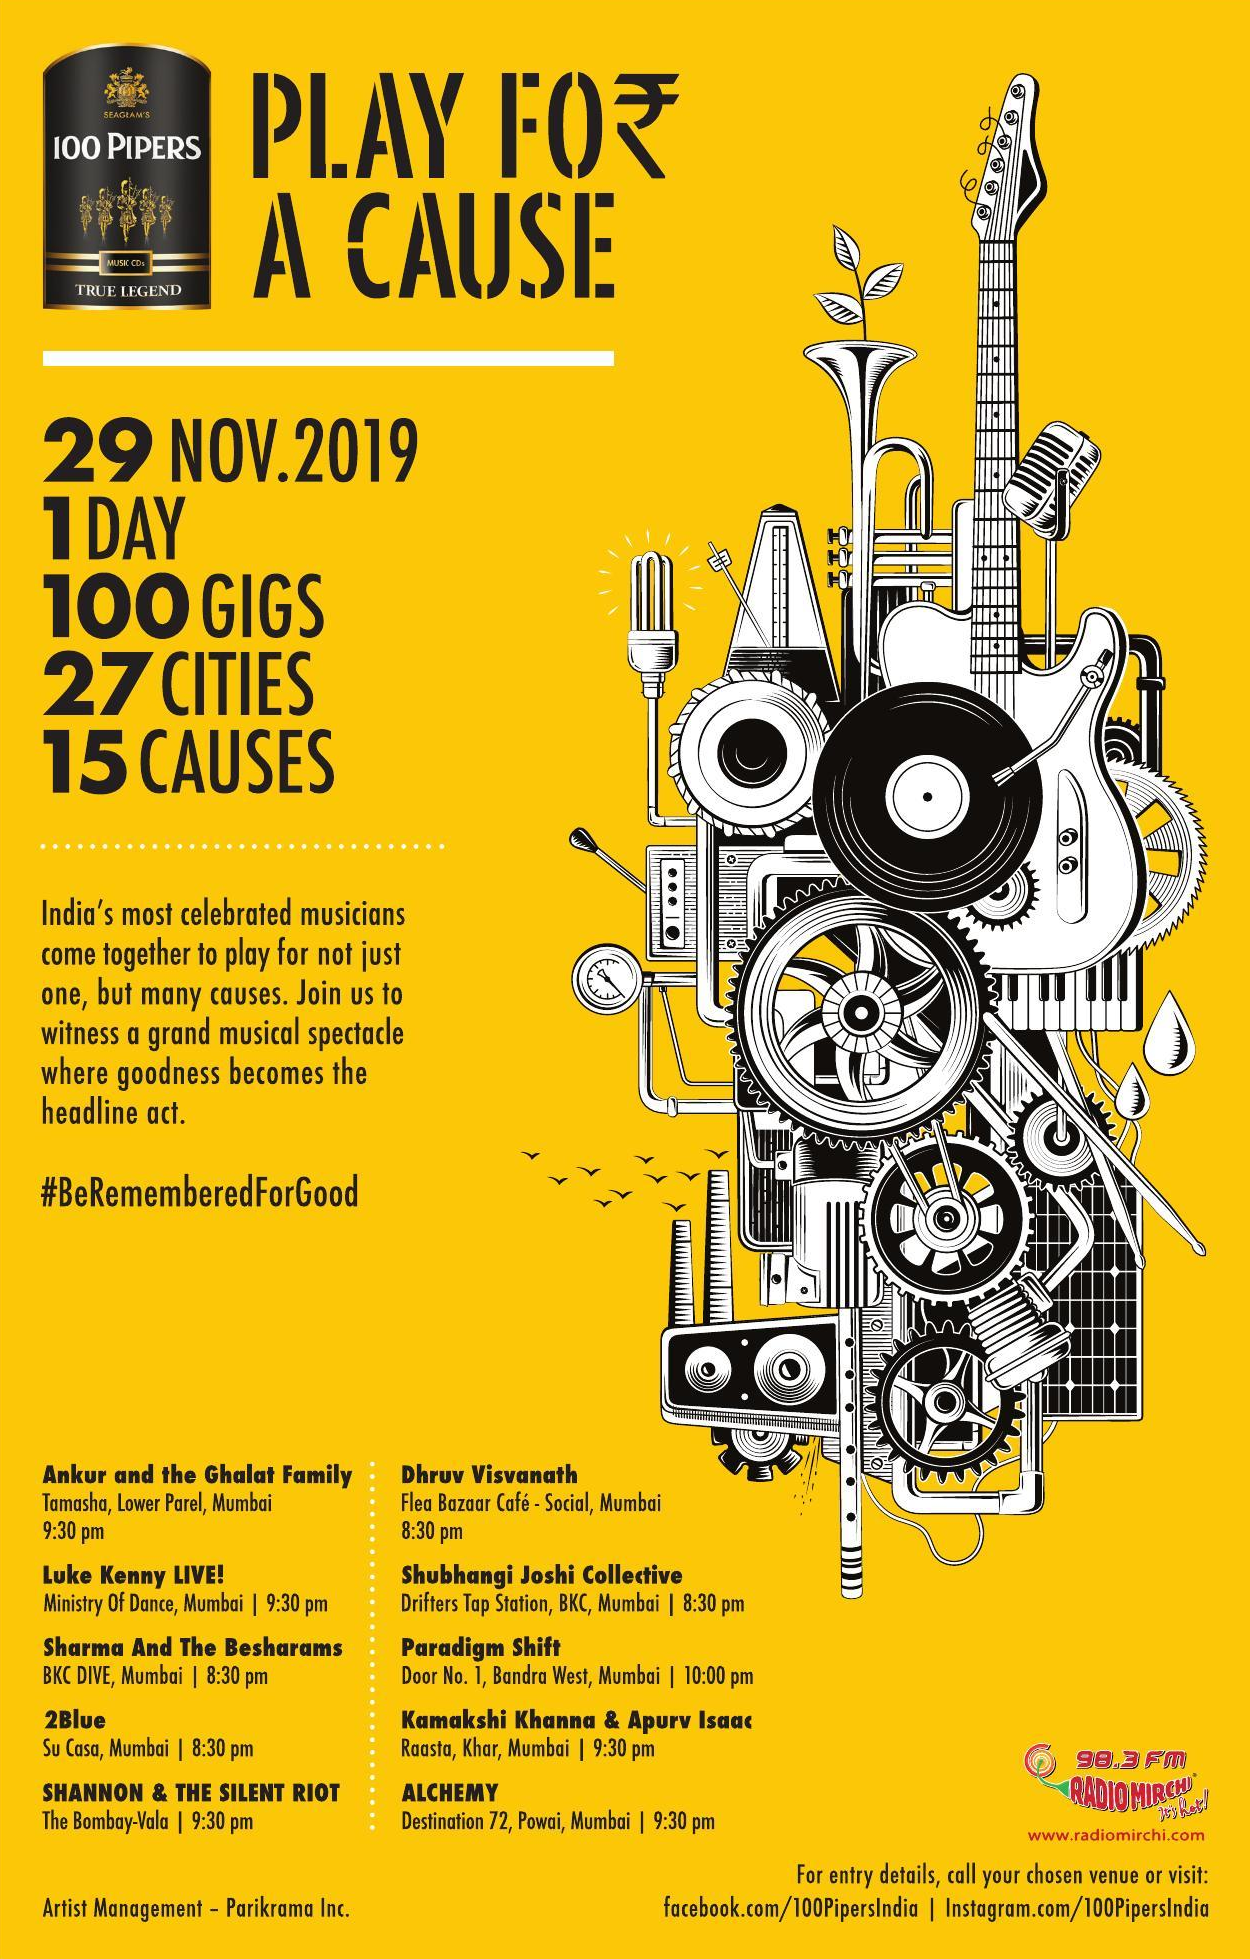 SEAGRAM'S
100 PIPERS
MUSIC CDs
TRUE LEGEND
PLAY FO₹
A CAUSE
29 NOV.2019
1 DAY
100 GIGS
27 CITIES
15 CAUSES
India's most celebrated musicians
come together to play for not just
one, but many causes. Join us to
witness a grand musical spectacle
where goodness becomes the
headline act.
#BeRememberedForGood
Ankur and the Ghalat Family
Tamasha, Lower Parel, Mumbai
9:30 pm
Luke Kenny LIVE!
Ministry Of Dance, Mumbai | 9:30 pm
Sharma And The Besharams
BKC DIVE, Mumbai | 8:30 pm
2Blue
Su Casa, Mumbai | 8:30 pm
SHANNON & THE SILENT RIOT
The Bombay-Vala | 9:30 pm
Dhruv Visvanath
Flea Bazaar Café - Social, Mumbai
8:30 pm
Shubhangi Joshi Collective
Drifters Tap Station, BKC, Mumbai | 8:30 pm
Paradigm Shift
Door No. 1, Bandra West, Mumbai | 10:00 pm
Kamakshi Khanna & Apurv Isaac
Raasta, Khar, Mumbai | 9:30 pm
ALCHEMY
Destination 72, Powai, Mumbai | 9:30 pm
98.3 FM
RADIO MIRCHI
It's hot!
www.radiomirchi.com
For entry details, call your chosen venue or visit:
facebook.com/100PipersIndia | Instagram.com/100PipersIndia
Artist Management – Parikrama Inc.